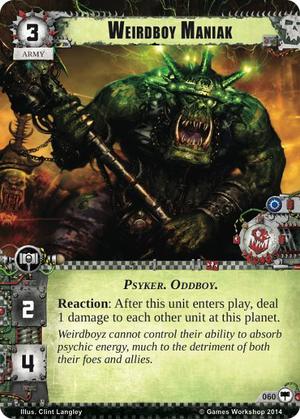 3
Weirdboy Maniak
ARMY
Psyker. Oddboy.
Reaction: After this unit enters play, deal
1 damage to each other unit at this planet.
2
Weirdboyz cannot control their ability to absorb
psychic energy, much to the detriment of both
their foes and allies.
4
060
Illus. Clint Langley
© Games Workshop 2014